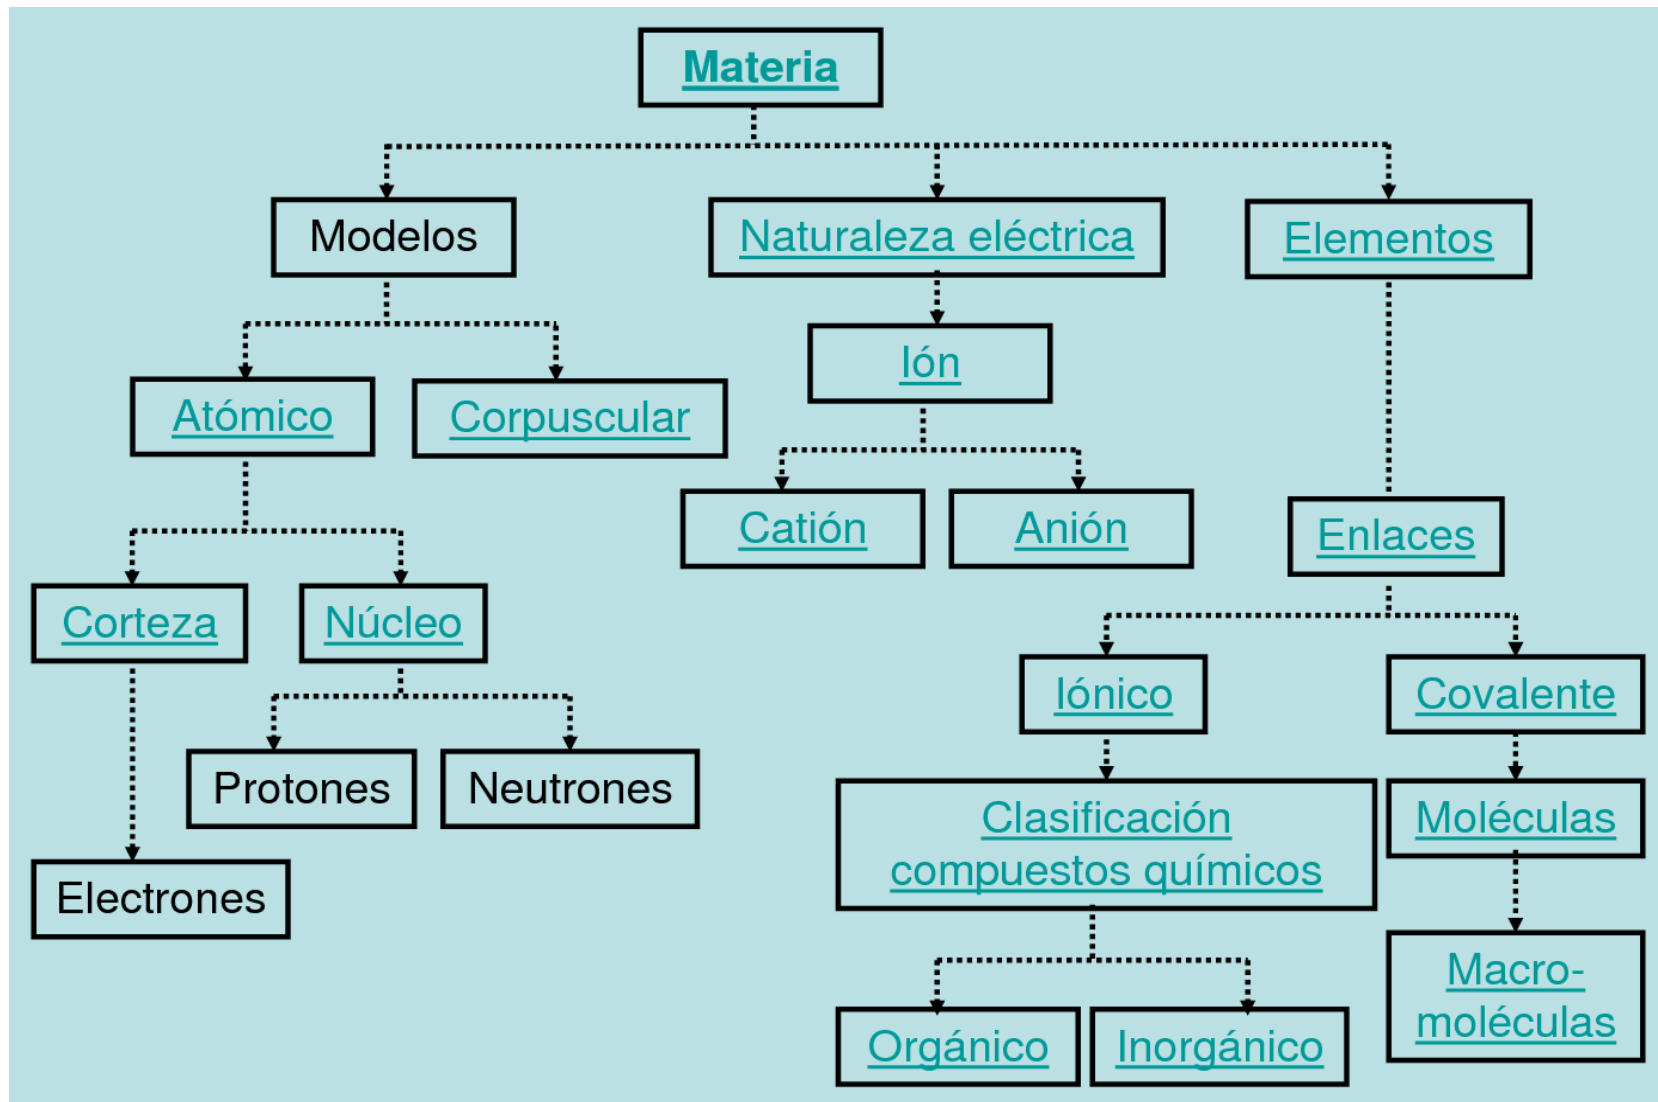 Materia
Modelos
Naturaleza eléctrica
Elementos
Ión
Atómico
Corpuscular
Catión
Anión
Enlaces
Corteza
Núcleo
Iónico
Covalente
Protones
Neutrones
Clasificación
compuestos químicos
Moléculas
Electrones
Macro-
moléculas
Orgánico
Inorgánico